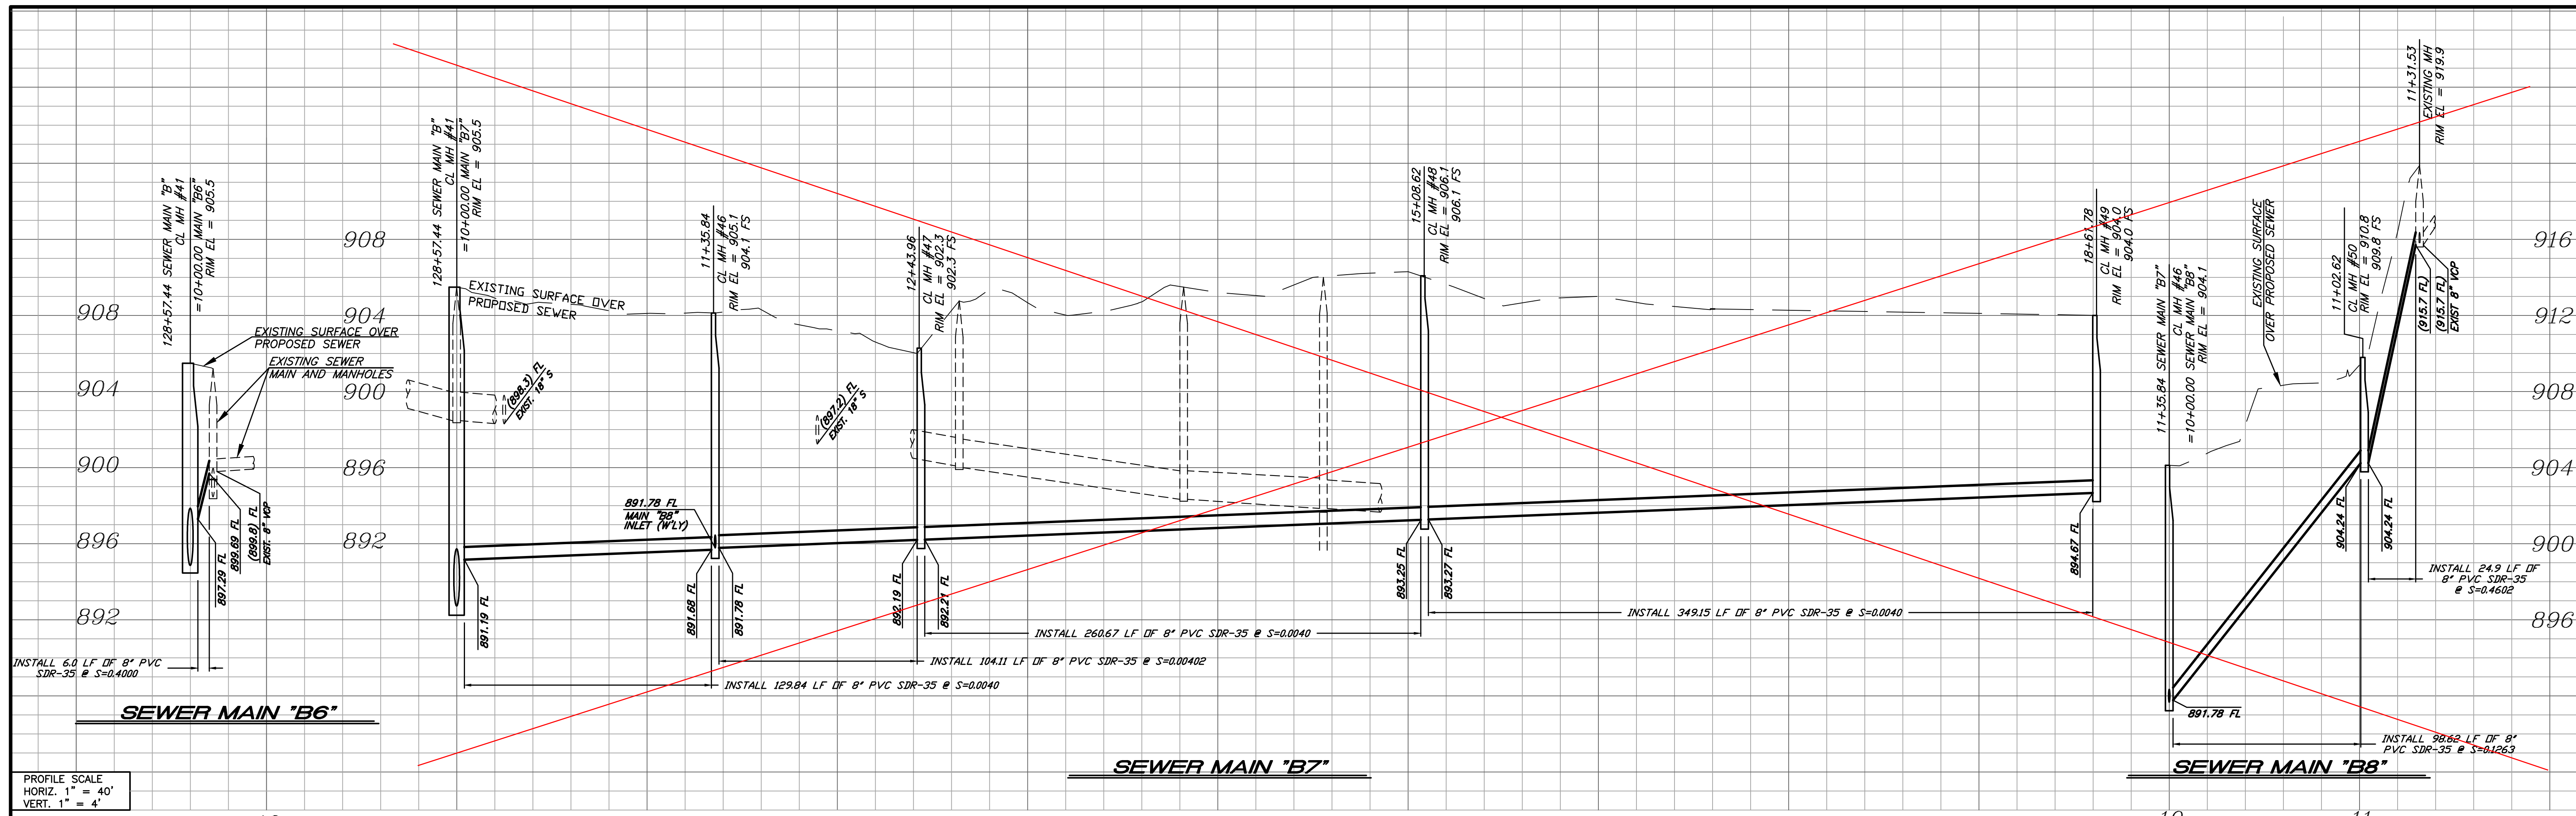 128+57.44 SEWER MAIN "B"
CL MH #41
=10+00.00 MAIN "B6"
RIM EL = 905.5
908
904
900
896
892
EXISTING SURFACE OVER
PROPOSED SEWER
EXISTING SEWER
MAIN AND MANHOLES
897.29 FL
899.69 FL
(899.8) FL
EXIST. 8" VCP
INSTALL 6.0 LF OF 8" PVC
SDR-35 @ S=0.4000
SEWER MAIN "B6"
PROFILE SCALE
HORIZ. 1" = 40'
VERT. 1" = 4'
908
904
900
896
892
128+57.44 SEWER MAIN "B"
CL MH #41
=10+00.00 MAIN "B7"
RIM EL = 905.5
EXISTING SURFACE OVER
PROPOSED SEWER
(898.3) FL
EXIST. 18" S
891.19 FL
11+35.84
CL MH #46
RIM EL = 905.1
904.1 FS
891.78 FL
MAIN "B8"
INLET (W'LY)
891.68 FL
891.78 FL
(897.2) FL
EXIST. 18" S
12+43.96
CL MH #47
RIM EL = 902.3
902.3 FS
892.19 FL
892.21 FL
15+08.62
CL MH #48
RIM EL = 906.1
906.1 FS
893.25 FL
893.27 FL
18+61.78
CL MH #49
RIM EL = 904.0
904.0 FS
894.67 FL
INSTALL 349.15 LF OF 8" PVC SDR-35 @ S=0.0040
INSTALL 260.67 LF OF 8" PVC SDR-35 @ S=0.0040
INSTALL 104.11 LF OF 8" PVC SDR-35 @ S=0.00402
INSTALL 129.84 LF OF 8" PVC SDR-35 @ S=0.0040
SEWER MAIN "B7"
11+35.84 SEWER MAIN "B7"
CL MH #46
=10+00.00 SEWER MAIN "B8"
RIM EL = 904.1
EXISTING SURFACE
OVER PROPOSED SEWER
11+02.62
CL MH #50
RIM EL = 910.8
909.8 FS
11+31.53
EXISTING MH
RIM EL = 919.9
(915.7 FL)
(915.7 FL)
EXIST 8" VCP
916
912
908
904
900
896
904.24 FL
904.24 FL
INSTALL 24.9 LF OF
8" PVC SDR-35
@ S=0.4602
891.78 FL
INSTALL 98.62 LF OF 8"
PVC SDR-35 @ S=0.1263
SEWER MAIN "B8"
10
11